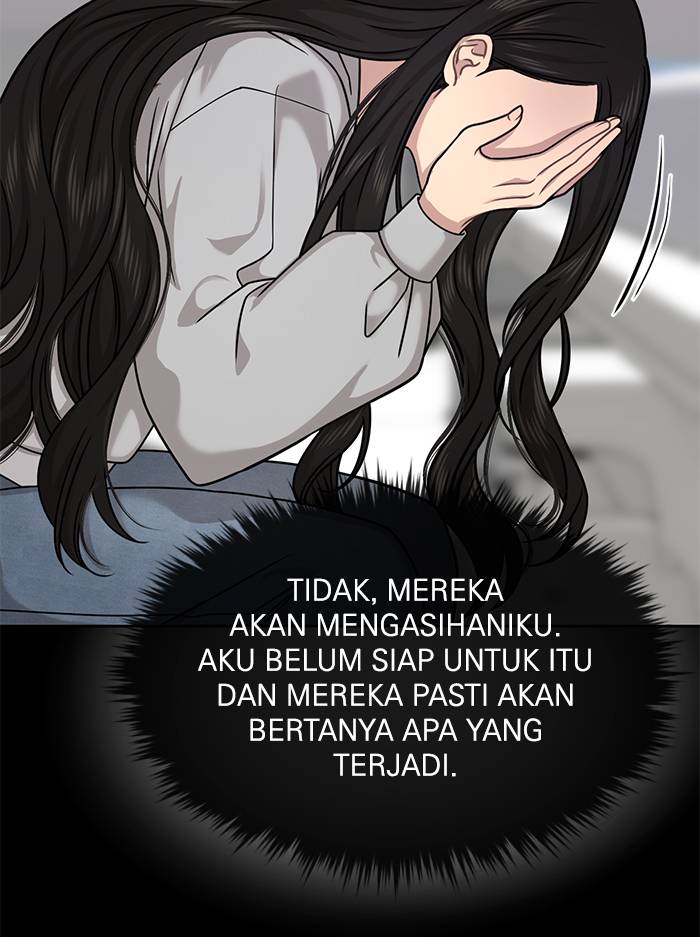 TIDAK, MEREKA
AKAN MENGASIHANIKU.
AKU BELUM SIAP UNTUK ITU
DAN MEREKA PASTI AKAN
BERTANYA APA YANG
TERJADI.